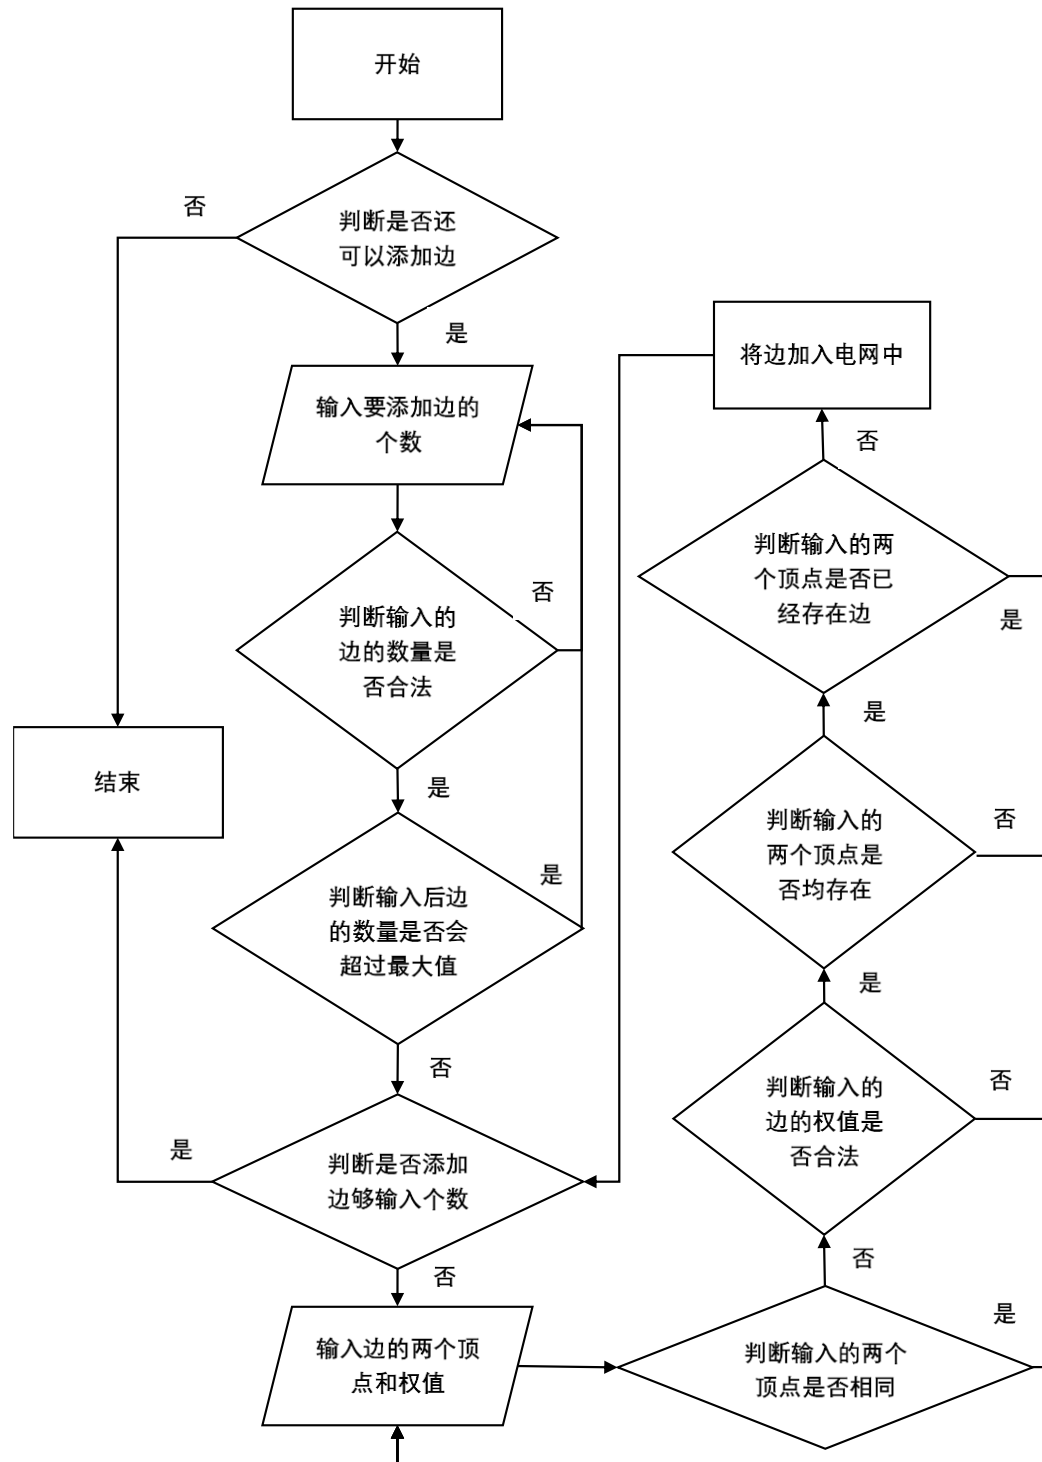 开始
否
判断是否还
可以添加边
是
输入要添加边的
个数
判断输入的
边的数量是
否合法
否
是
判断输入后边
的数量是否会
超过最大值
是
否
结束
判断是否添加
边够输入个数
是
否
输入边的两个顶
点和权值
判断输入的两个
顶点是否相同
是
否
判断输入的
边的权值是
否合法
否
是
判断输入的
两个顶点是
否均存在
否
是
判断输入的两
个顶点是否已
经存在边
是
否
将边加入电网中